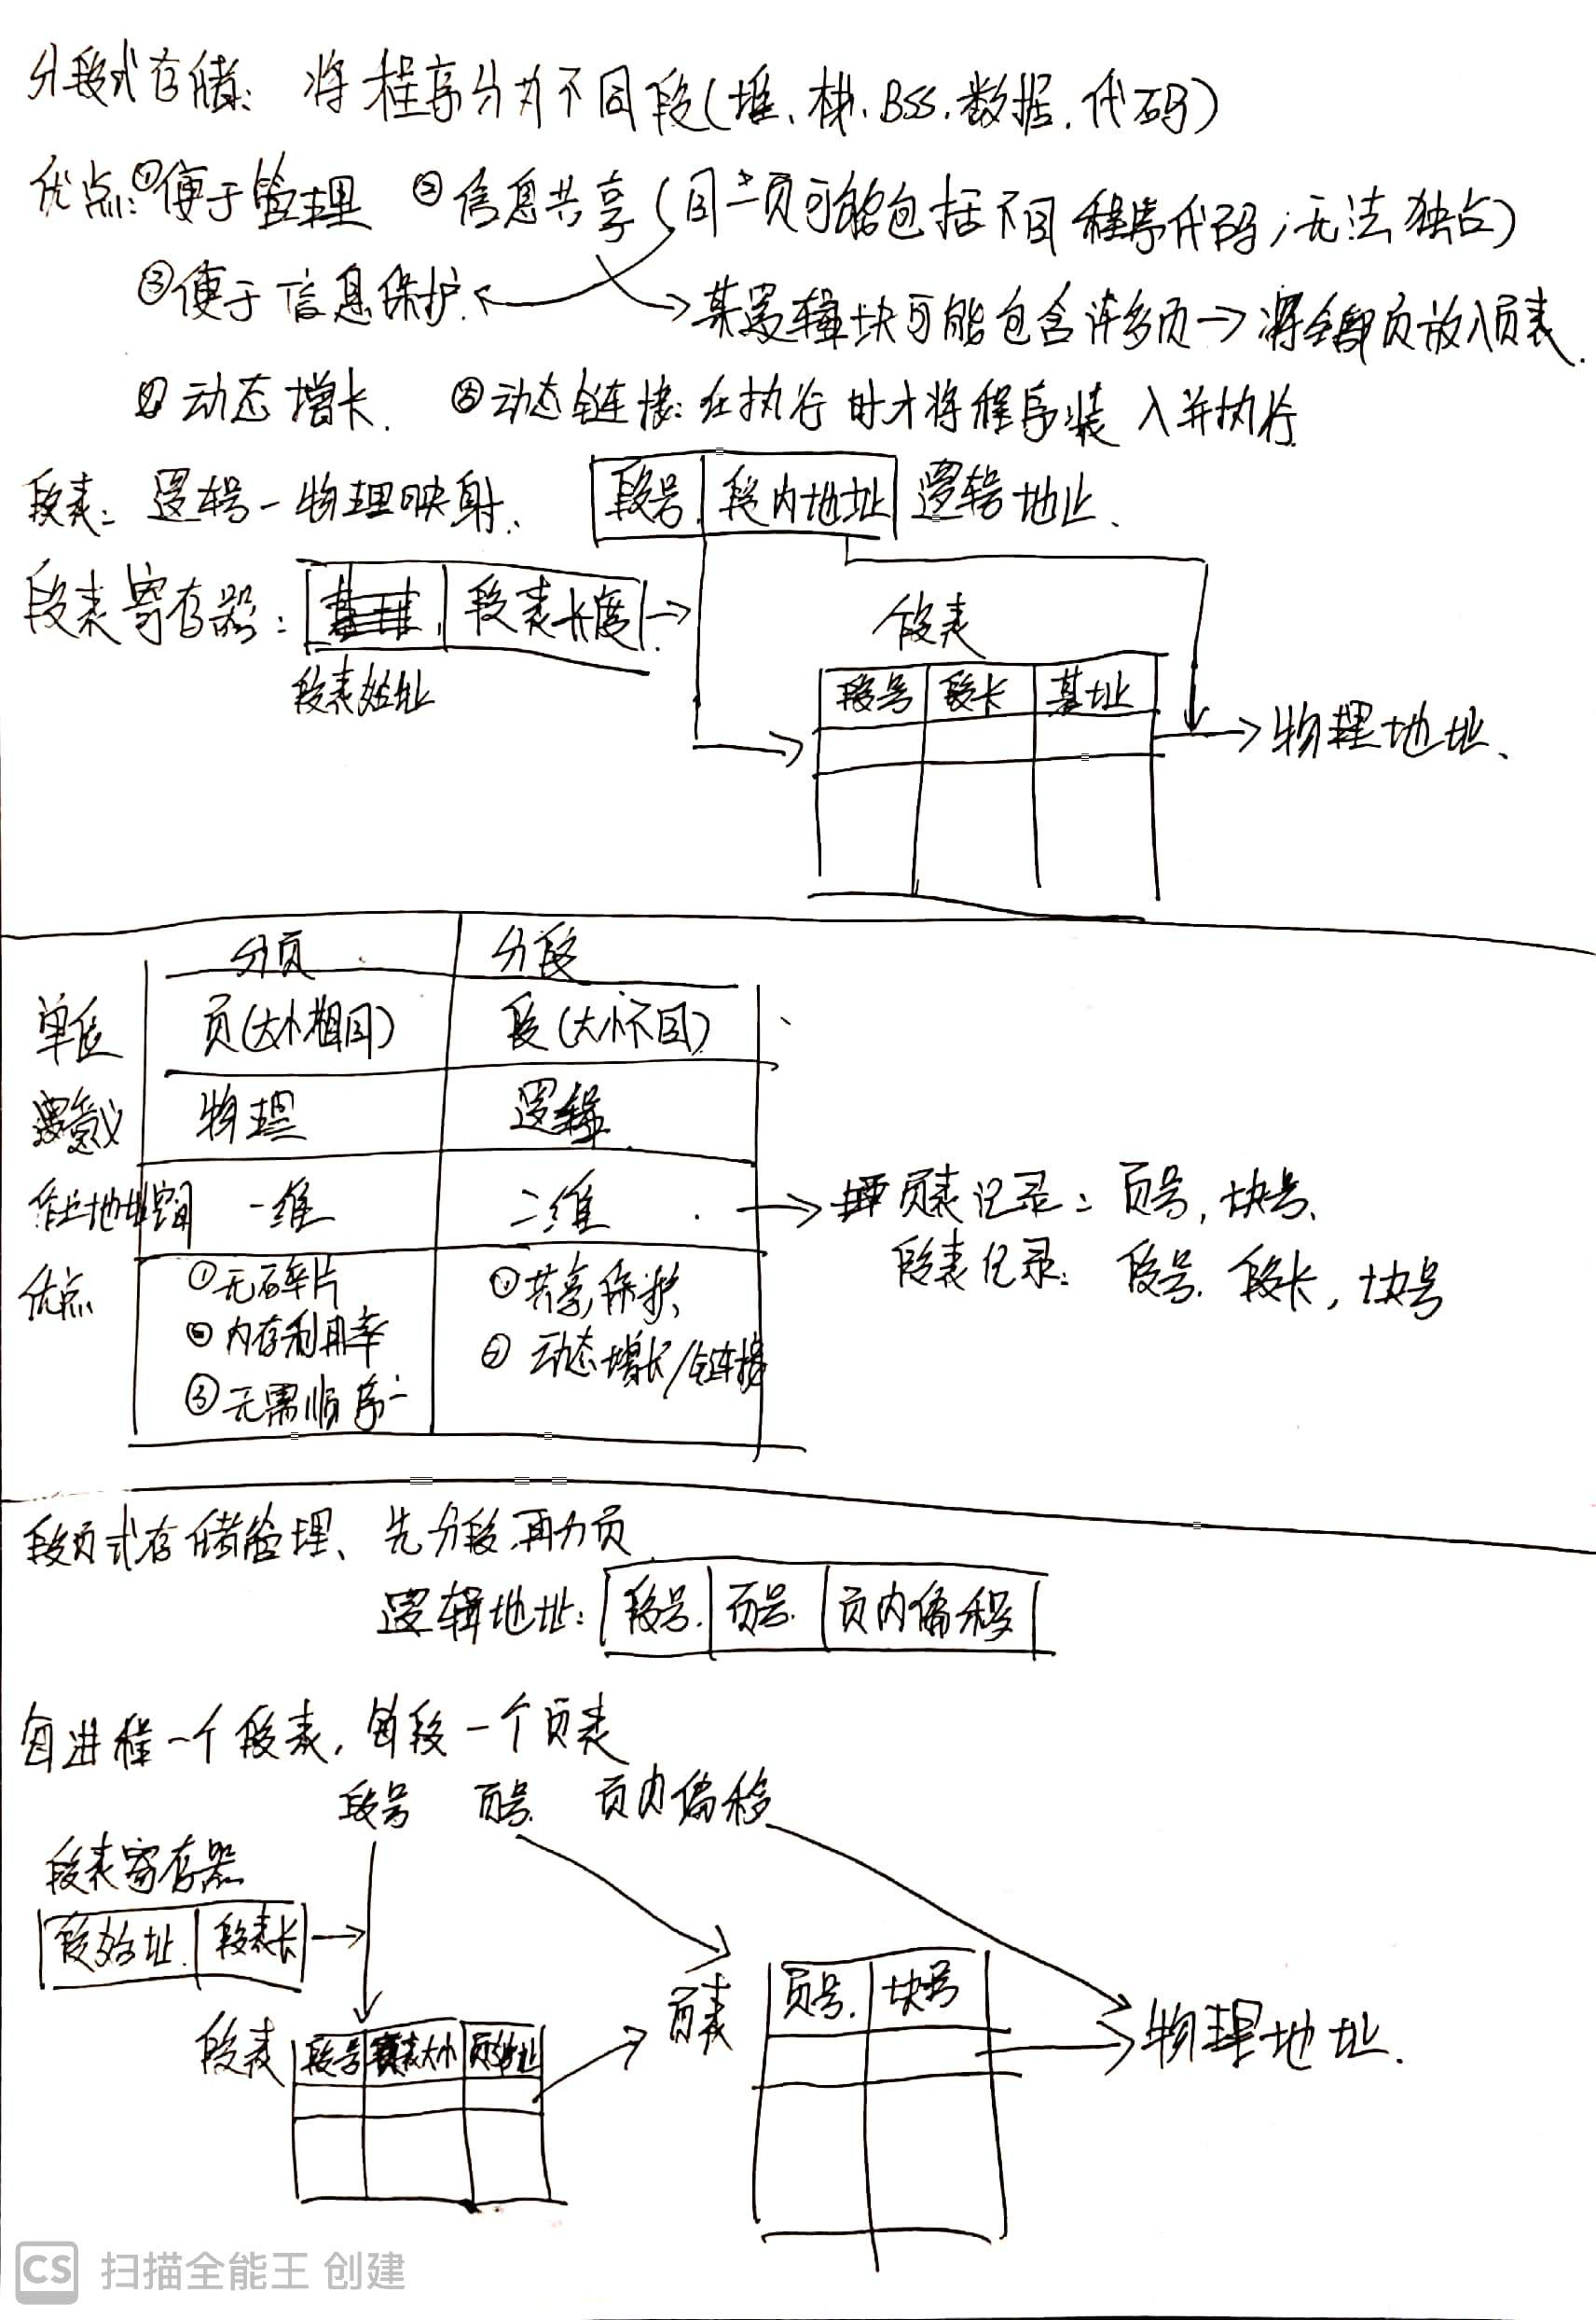 分段式存储: 将程序分为不同段(堆、栈、BSS、数据、代码)
优点: ①便于管理 ②信息共享(同一页可能包括不同程序代码,无法独占)
③便于信息保护. 某逻辑块可能包含许多页→将全部页放入页表.
④动态增长. ⑤动态链接: 在执行时才将程序装入并执行
段表: 逻辑-物理映射. 段号 段内地址 逻辑地址.
段表寄存器: 段表长度
段表始址
段表
段号 段长 基址
物理地址.
分页 分段
单位 页(大小相同) 段(大小不同)
意义 物理 逻辑
作业地址空间 一维 二维 → 页表记录: 页号, 块号.
段表记录: 段号. 段长, 块号
优点 ①无碎片 ①共享,保护
②内存利用率 ②动态增长/链接
③无需顺序
段页式存储管理、先分段,再分页
逻辑地址: 段号. 页号. 页内偏移
每进程一个段表, 每段一个页表
段号 页号 页内偏移
段表寄存器
段始址. 段表长
段表 段号 页表大小 页始址
页表 页号. 块号
物理地址.
CS 扫描全能王 创建